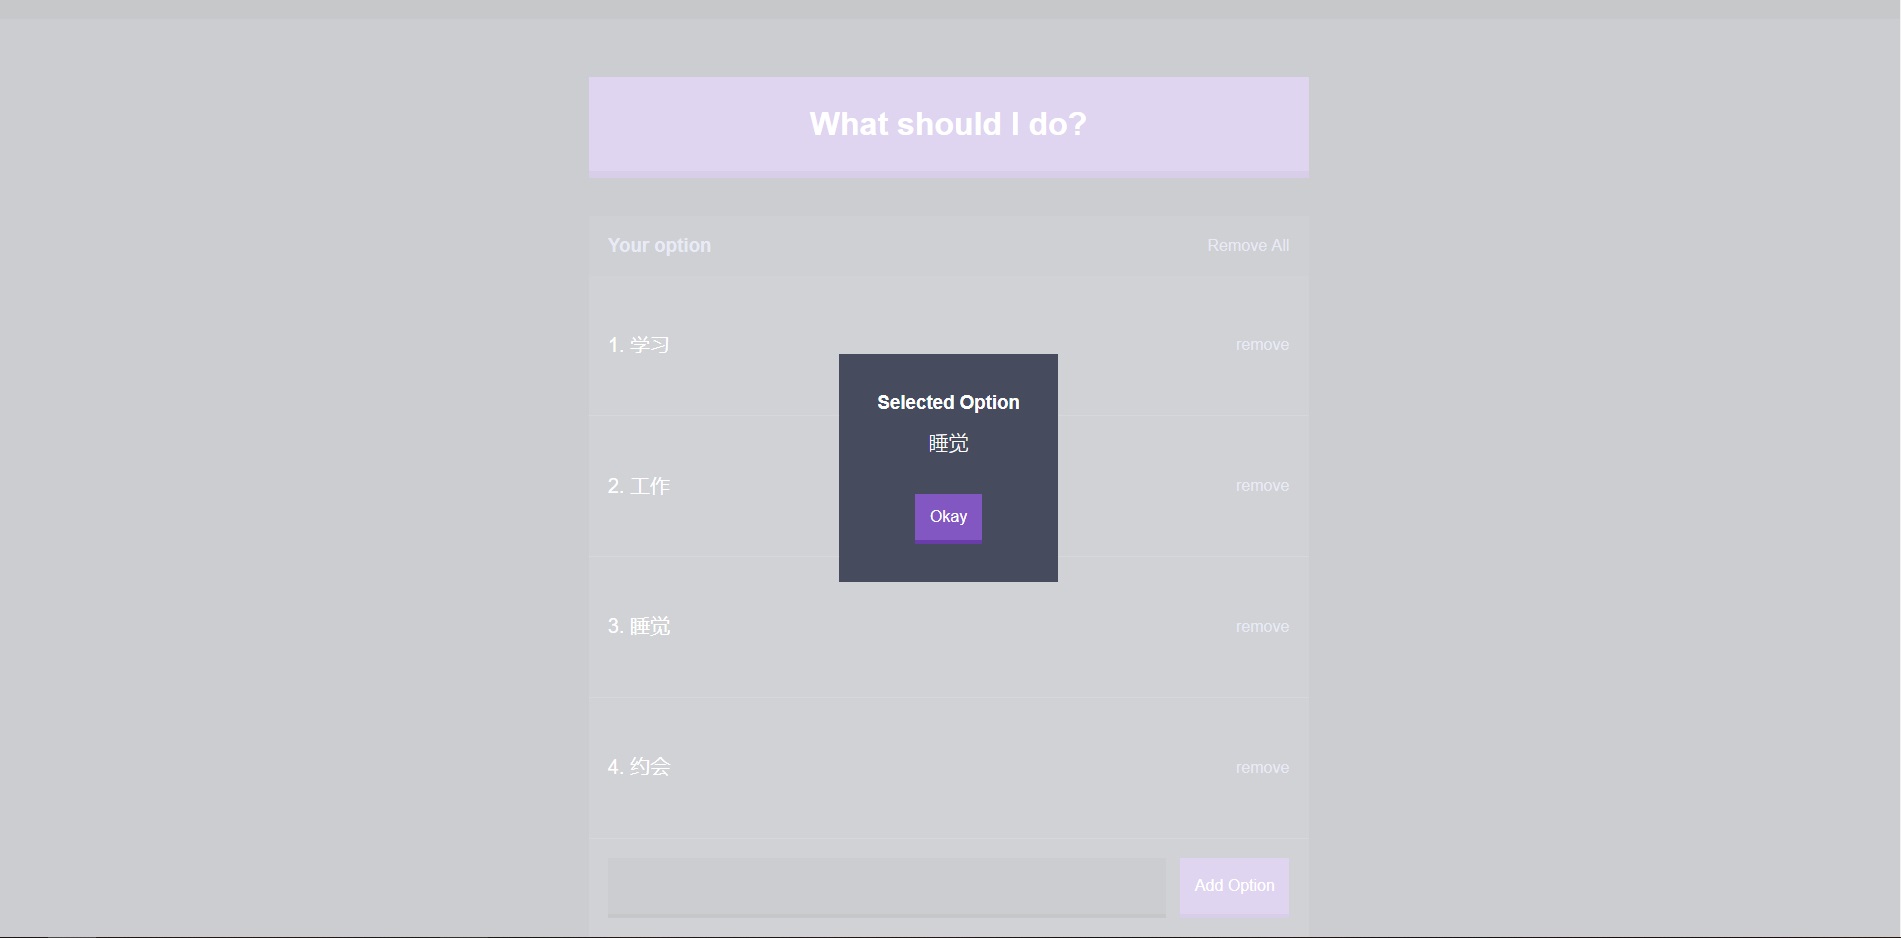 What should I do?
Your option
Remove All
1. 学习
remove
2. 工作
remove
3. 睡觉
remove
4. 约会
remove
Selected Option
睡觉
Okay
Add Option